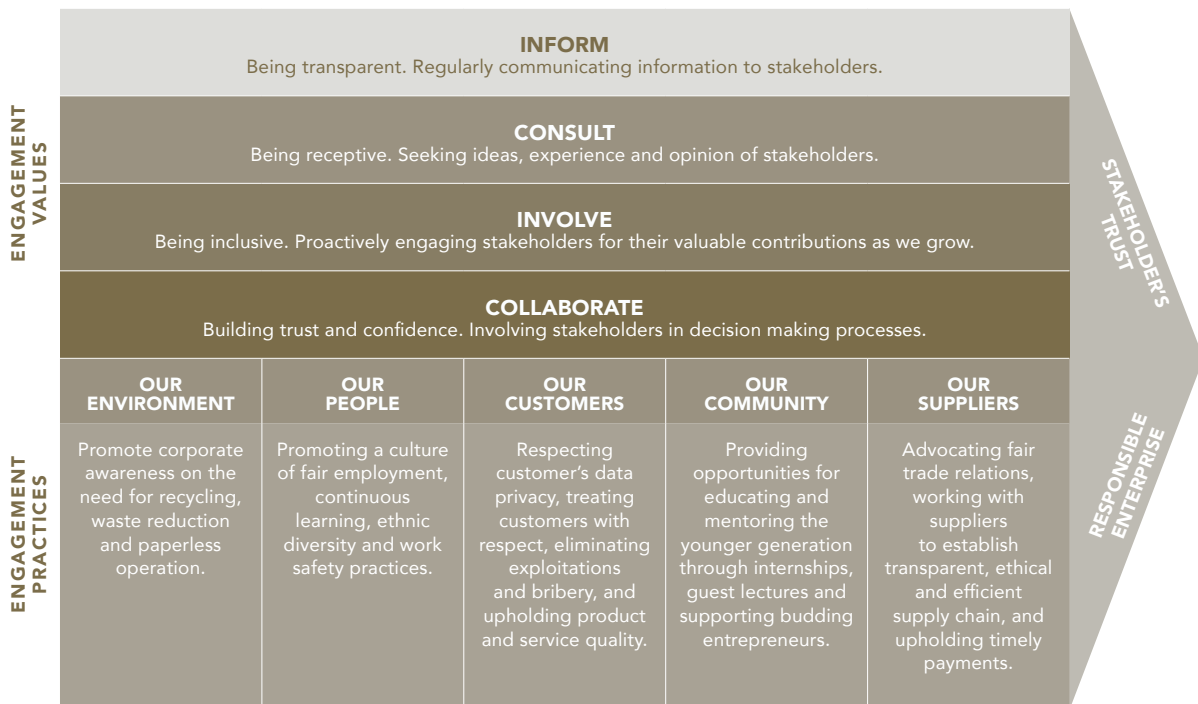 ENGAGEMENT
VALUES
INFORM
Being transparent. Regularly communicating information to stakeholders.
CONSULT
Being receptive. Seeking ideas, experience and opinion of stakeholders.
INVOLVE
Being inclusive. Proactively engaging stakeholders for their valuable contributions as we grow.
COLLABORATE
Building trust and confidence. Involving stakeholders in decision making processes.
ENGAGEMENT
PRACTICES
OUR
ENVIRONMENT
Promote corporate
awareness on the
need for recycling,
waste reduction
and paperless
operation.
OUR
PEOPLE
Promoting a culture
of fair employment,
continuous
learning, ethnic
diversity and work
safety practices.
OUR
CUSTOMERS
Respecting
customer’s data
privacy, treating
customers with
respect, eliminating
exploitations
and bribery, and
upholding product
and service quality.
OUR
COMMUNITY
Providing
opportunities for
educating and
mentoring the
younger generation
through internships,
guest lectures and
supporting budding
entrepreneurs.
OUR
SUPPLIERS
Advocating fair
trade relations,
working with
suppliers
to establish
transparent, ethical
and efficient
supply chain, and
upholding timely
payments.
STAKEHOLDER’S
TRUST
RESPONSIBLE
ENTERPRISE